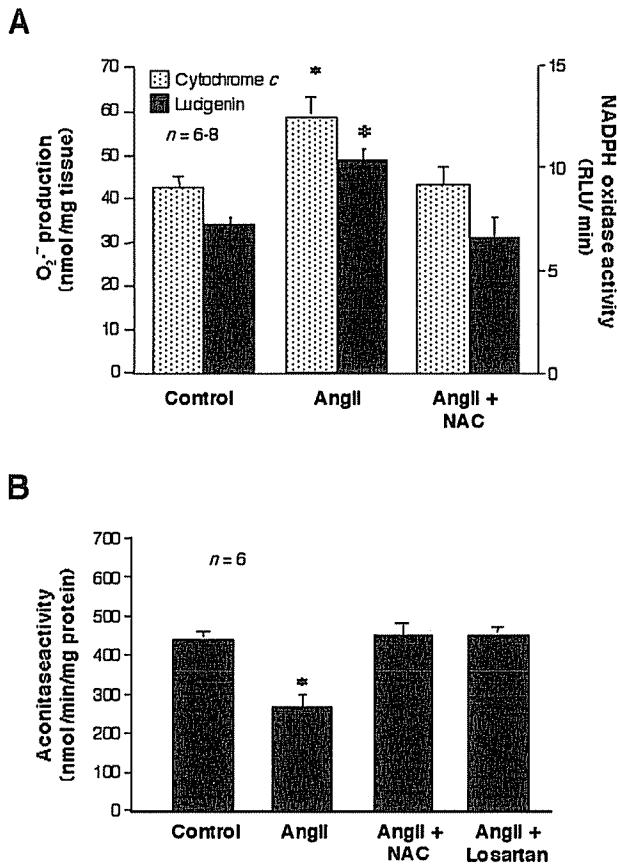 A
Cytochrome c
Lucigenin
n = 6-8
*
‡
70
60
50
40
30
20
10
0
O2·− production
(nmol/mg tissue)
15
10
5
0
NADPH oxidase activity
(RLU/min)
Control
AngII
AngII +
NAC
B
n = 6
*
700
600
500
400
300
200
100
0
Aconitaseactivity
(nmol/min/mg protein)
Control
AngII
AngII +
NAC
AngII +
Losartan